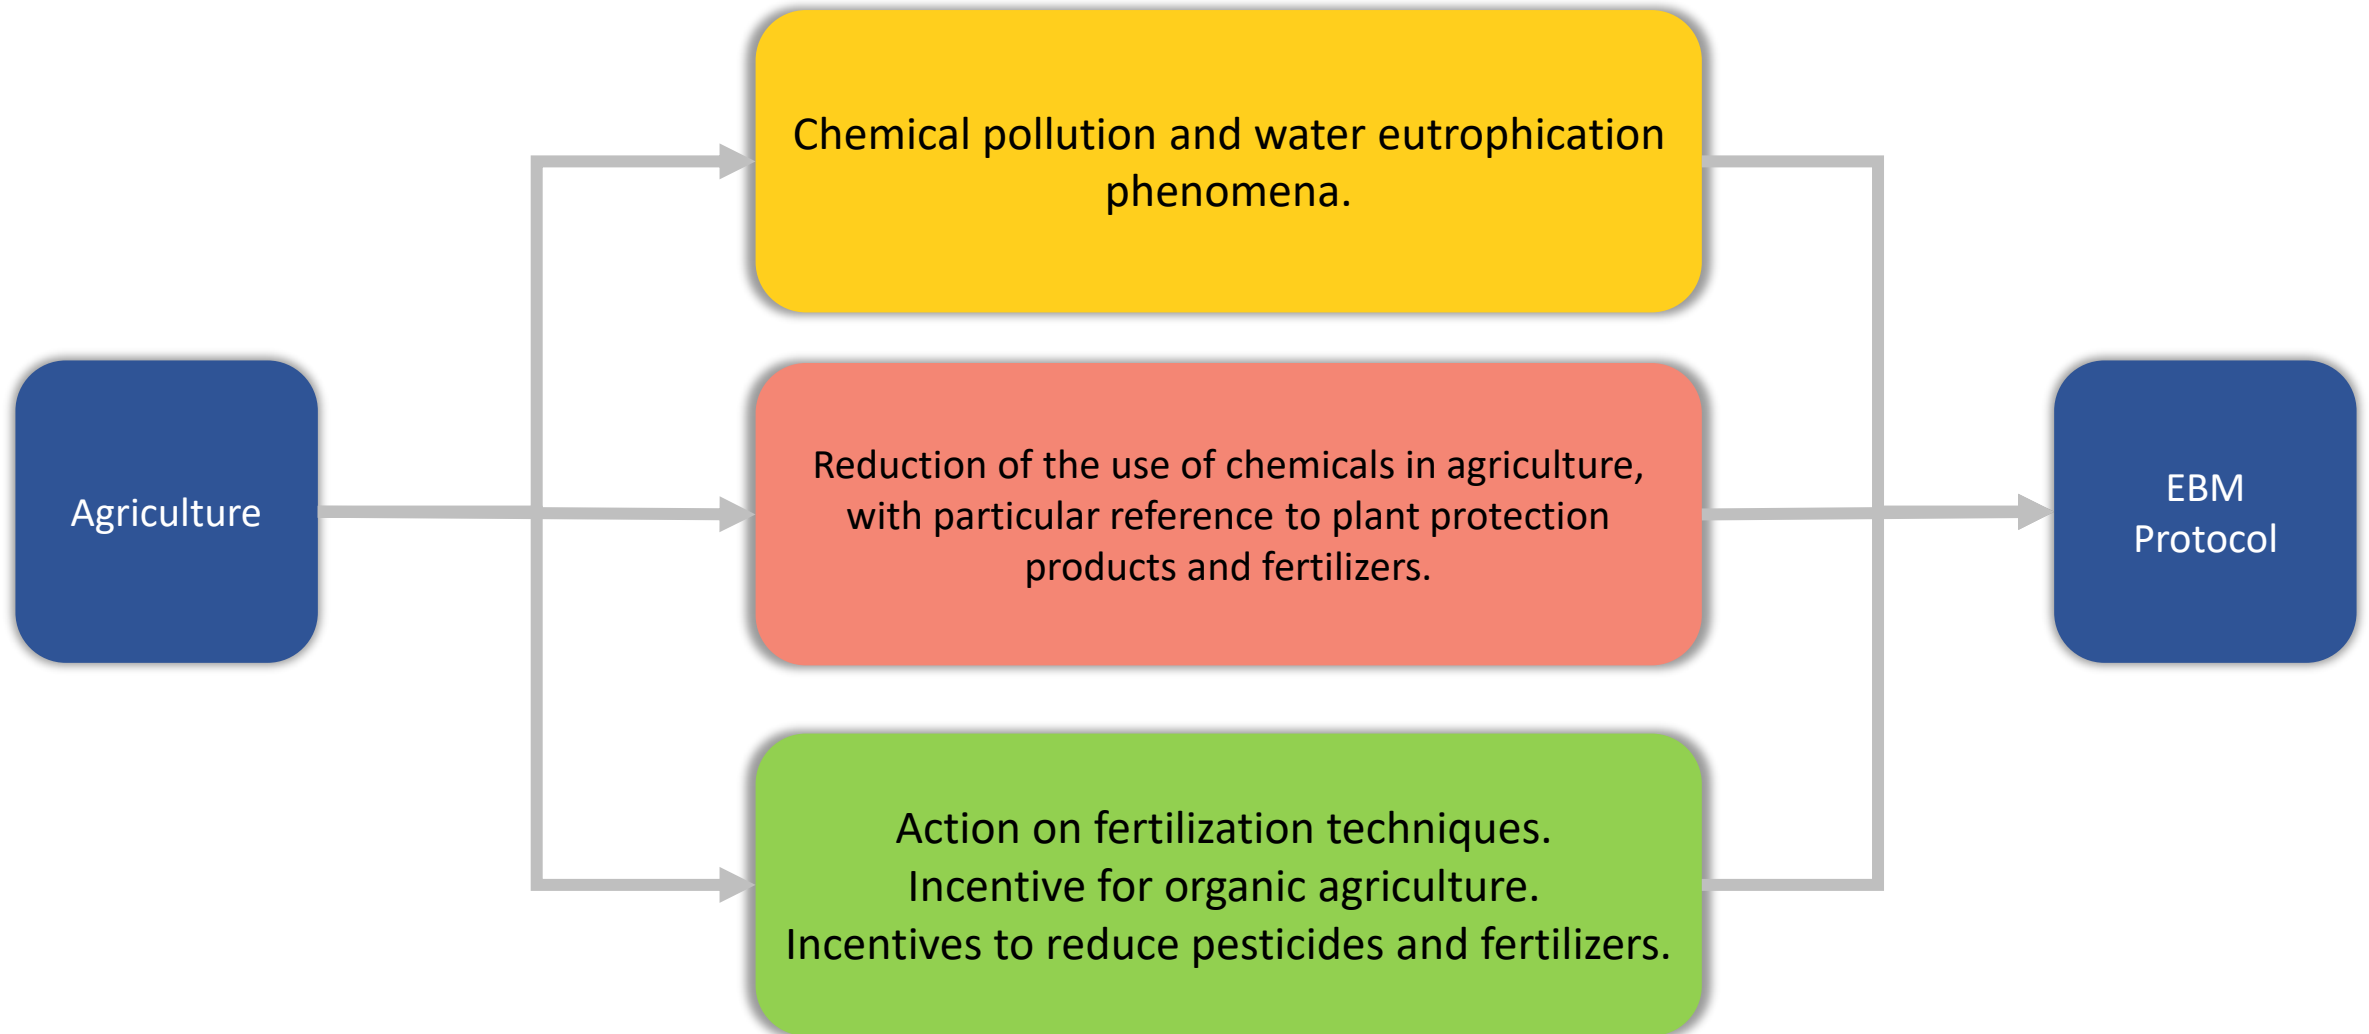 Chemical pollution and water eutrophication
phenomena.
Agriculture
Reduction of the use of chemicals in agriculture,
with particular reference to plant protection
products and fertilizers.
EBM
Protocol
Action on fertilization techniques.
Incentive for organic agriculture.
Incentives to reduce pesticides and fertilizers.